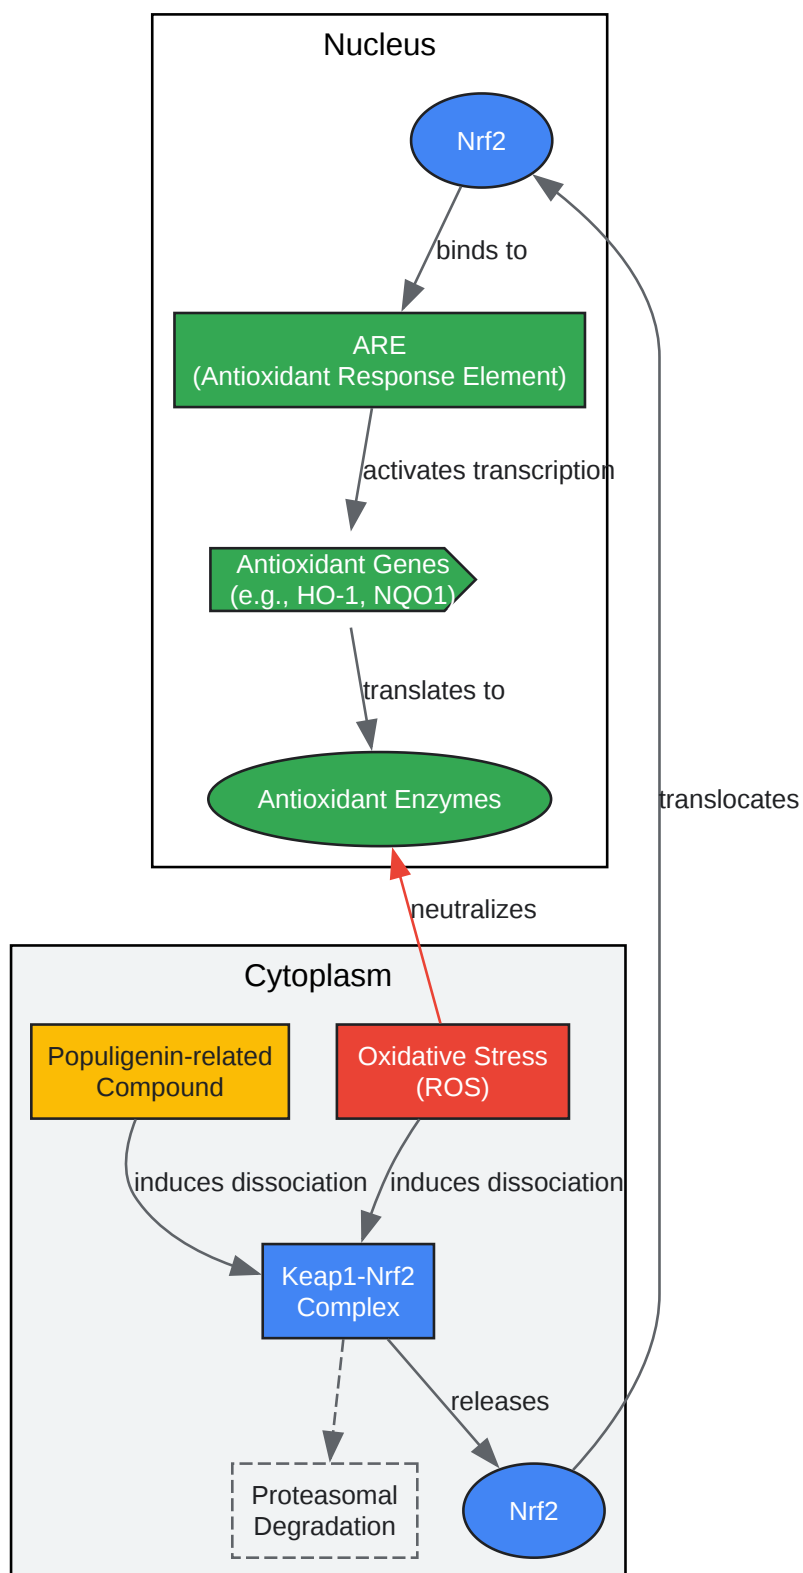 Nucleus
Nrf2
binds to
ARE
(Antioxidant Response Element)
activates transcription
Antioxidant Genes
(e.g., HO-1, NQO1)
translates to
Antioxidant Enzymes
translocates
neutralizes
Cytoplasm
Populigenin-related
Compound
Oxidative Stress
(ROS)
induces dissociation
induces dissociation
Keap1-Nrf2
Complex
releases
Proteasomal
Degradation
Nrf2